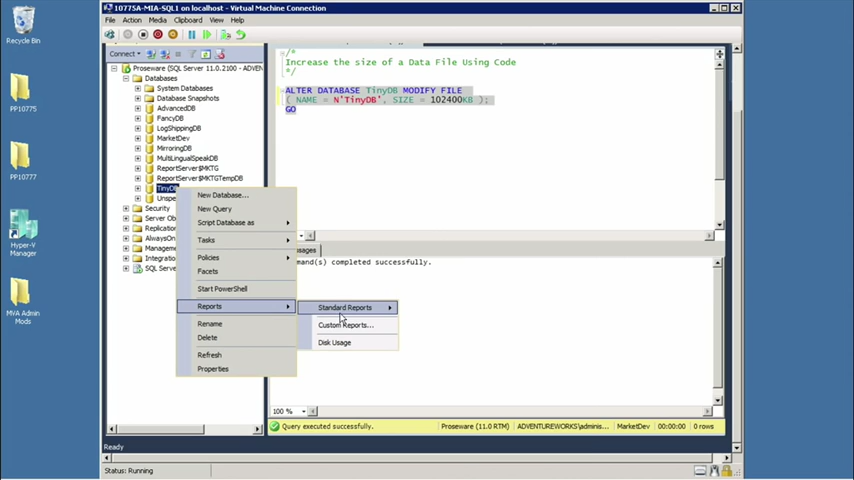 Recycle Bin
PP10775
PP10777
Hyper-V
Manager
MVA Admin
Mods
10775A-MIA-SQL1 on localhost - Virtual Machine Connection
File Action Media Clipboard View Help
Connect
Proseware (SQL Server 11.0.2100 - ADVEN
Databases
System Databases
Database Snapshots
AdvancedDB
FancyDB
LogShippingDB
MarketDev
MirroringDB
MultiLingualSpeakDB
ReportServer$MKTG
ReportServer$MKTGTempDB
TinyDB
Unspe
Security
Server Ob
Replication
AlwaysOn
Management
SQL Serve
/*
Increase the size of a Data File Using Code
*/
ALTER DATABASE TinyDB MODIFY FILE
( NAME = N'TinyDB', SIZE = 102400KB );
GO
New Database...
New Query
Script Database as
Tasks
Policies
Facets
Start PowerShell
Reports
Rename
Delete
Refresh
Properties
Standard Reports
Custom Reports...
Disk Usage
ssages
mand(s) completed successfully.
100 %
Query executed successfully.
Proseware (11.0 RTM)
ADVENTUREWORKS\adminis...
MarketDev
00:00:00
0 rows
Ready
Status: Running